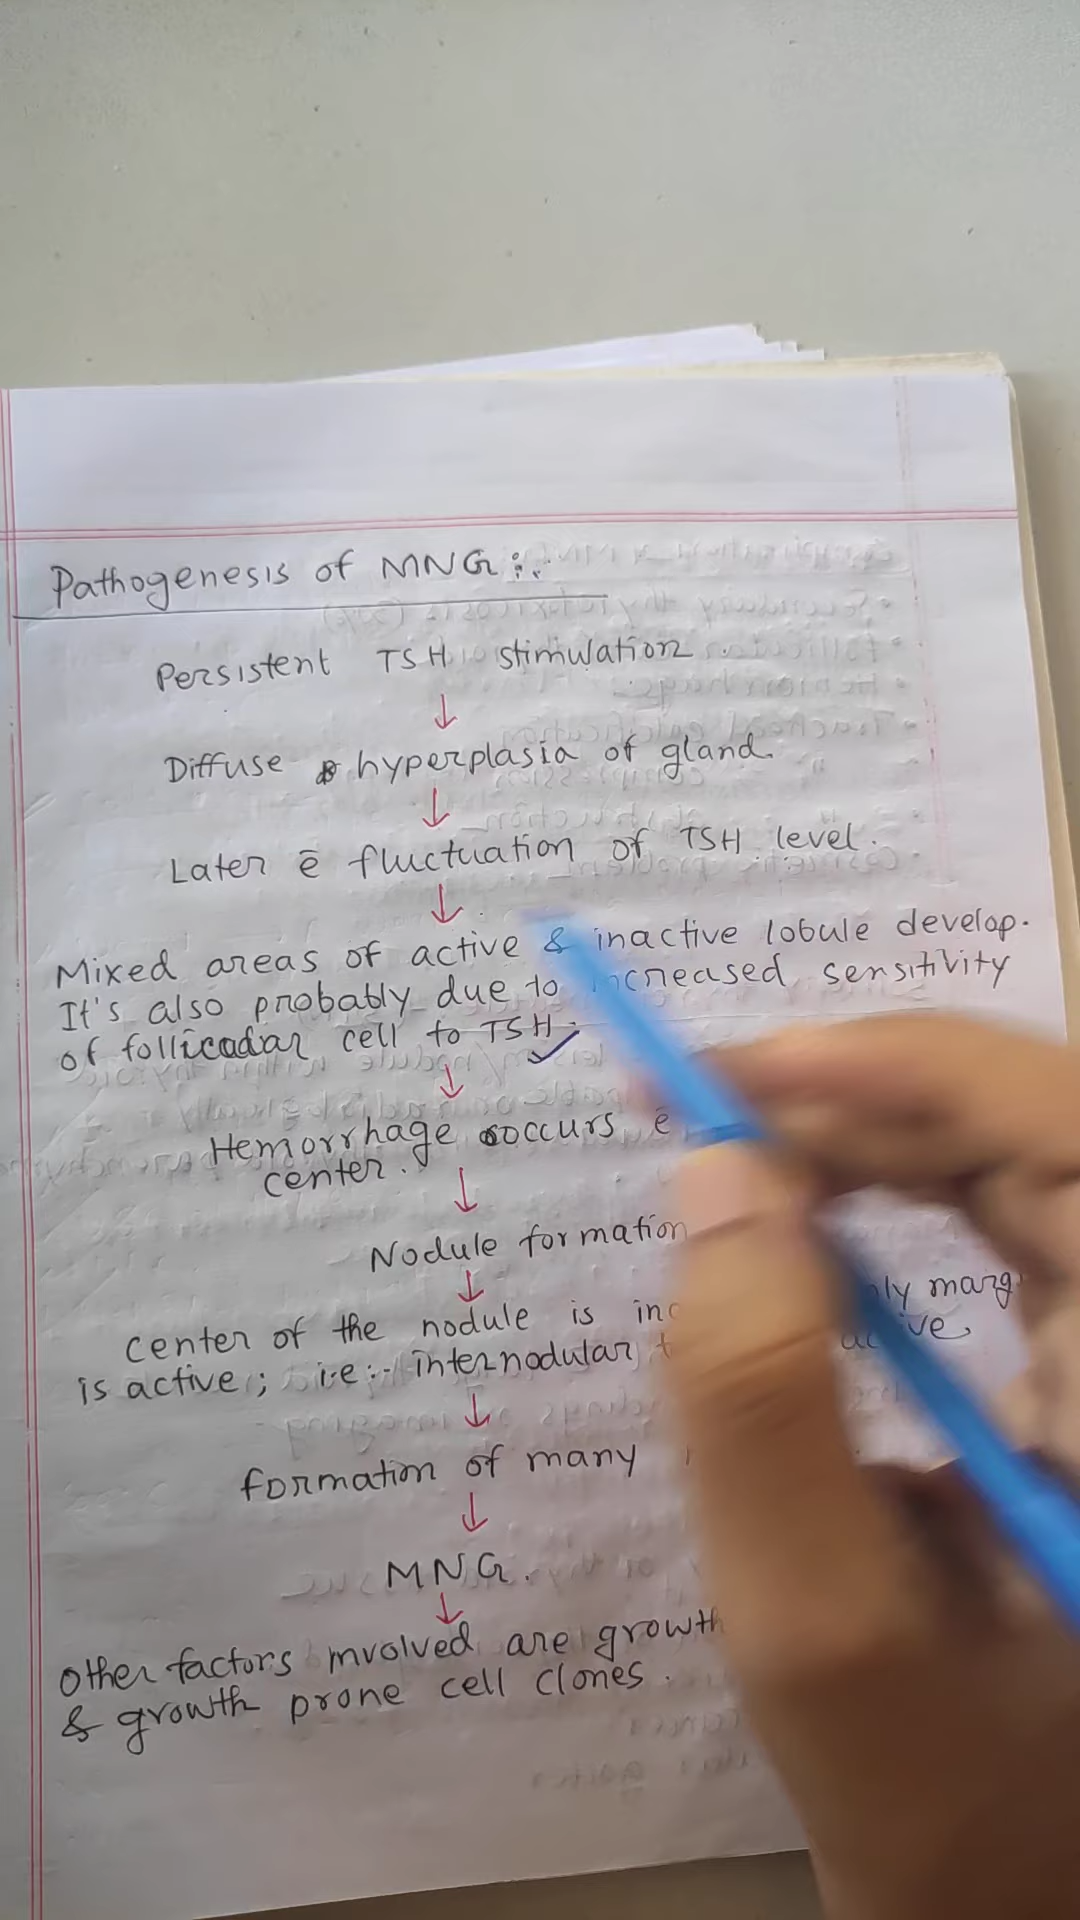 Pathogenesis of MNG:-
Persistent TSH stimulation
↓
Diffuse hyperplasia of gland.
↓
Later ē fluctuation of TSH level.
↓
Mixed areas of active & inactive lobule develop.
It's also probably due to increased sensitivity
of follicular cell to TSH.
↓
Hemorrhage occurs ē
center.
↓
Nodule formation
↓
center of the nodule is
is active; i.e:- internodular
↓
formation of many
↓
MNG.
↓
Other factors involved are growth
& growth prone cell clones.